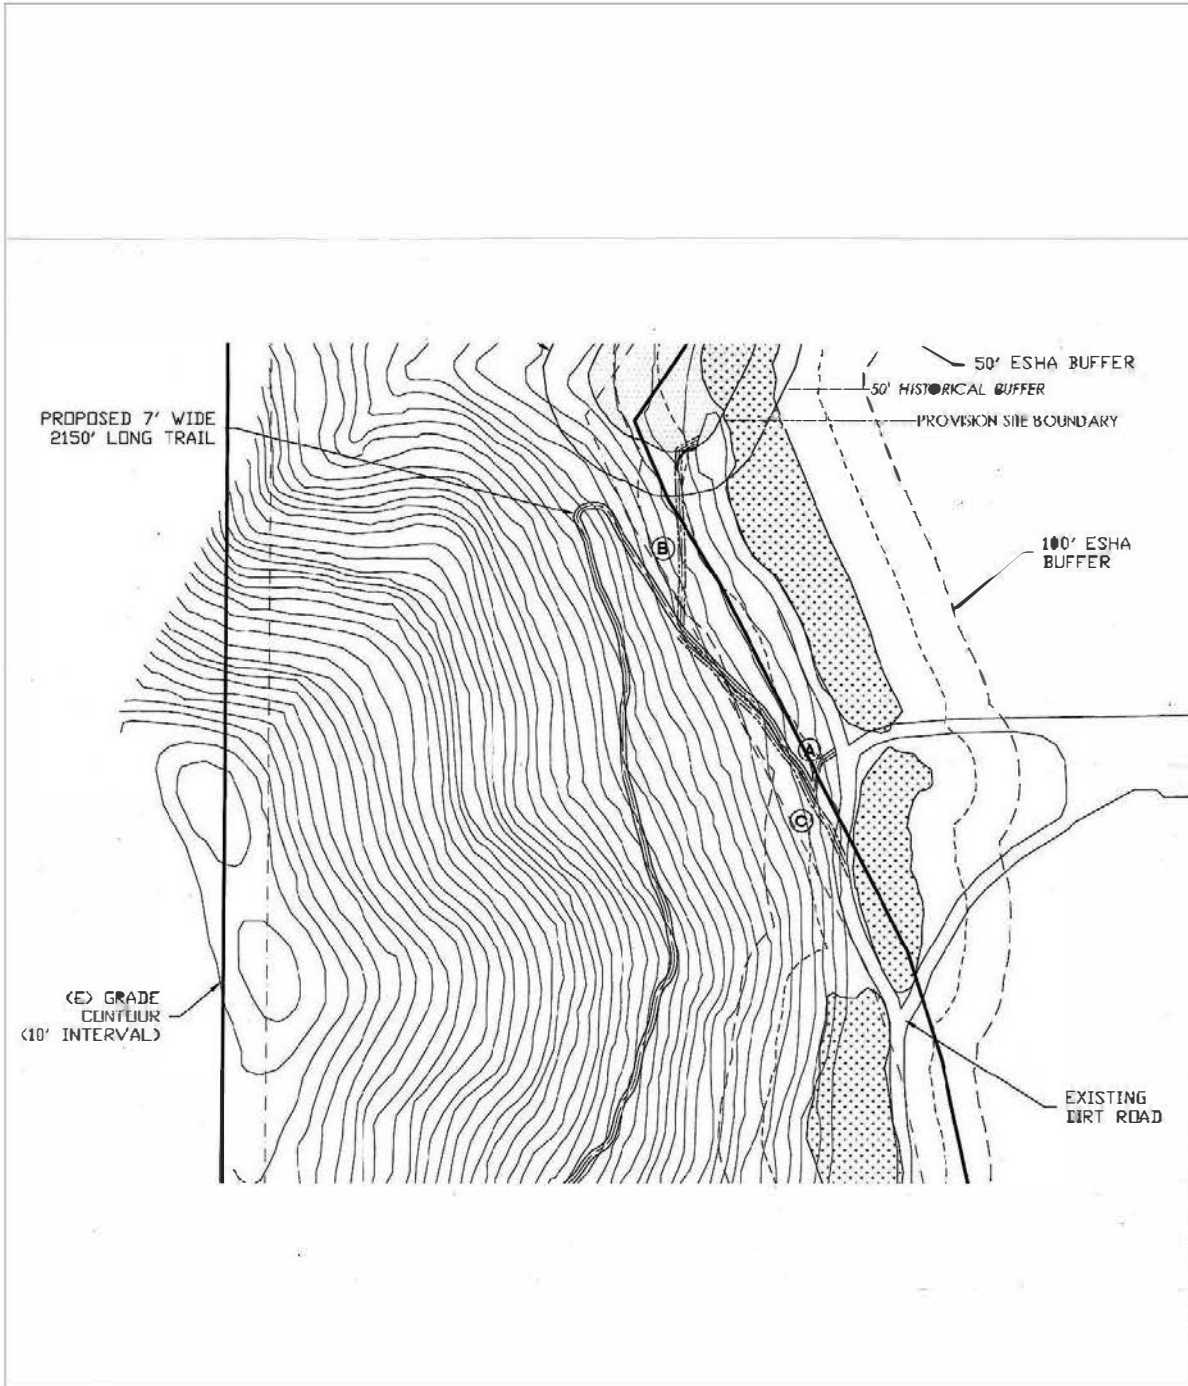 50' ESHA BUFFER
50' HISTORICAL BUFFER
PROVISION SITE BOUNDARY
PROPOSED 7' WIDE
2150' LONG TRAIL
100' ESHA
BUFFER
B
A
C
(E) GRADE
CONTOUR
(10' INTERVAL)
EXISTING
DIRT ROAD